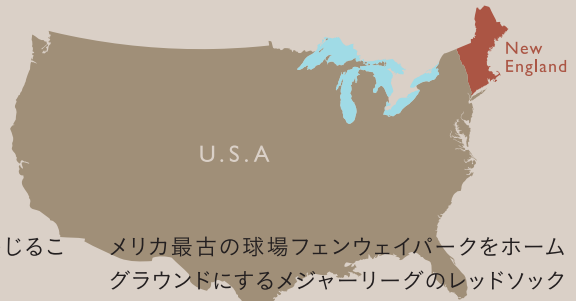 New
England
U.S.A
じるこ
メリカ最古の球場フェンウェイパークをホーム
グラウンドにするメジャーリーグのレッドソック